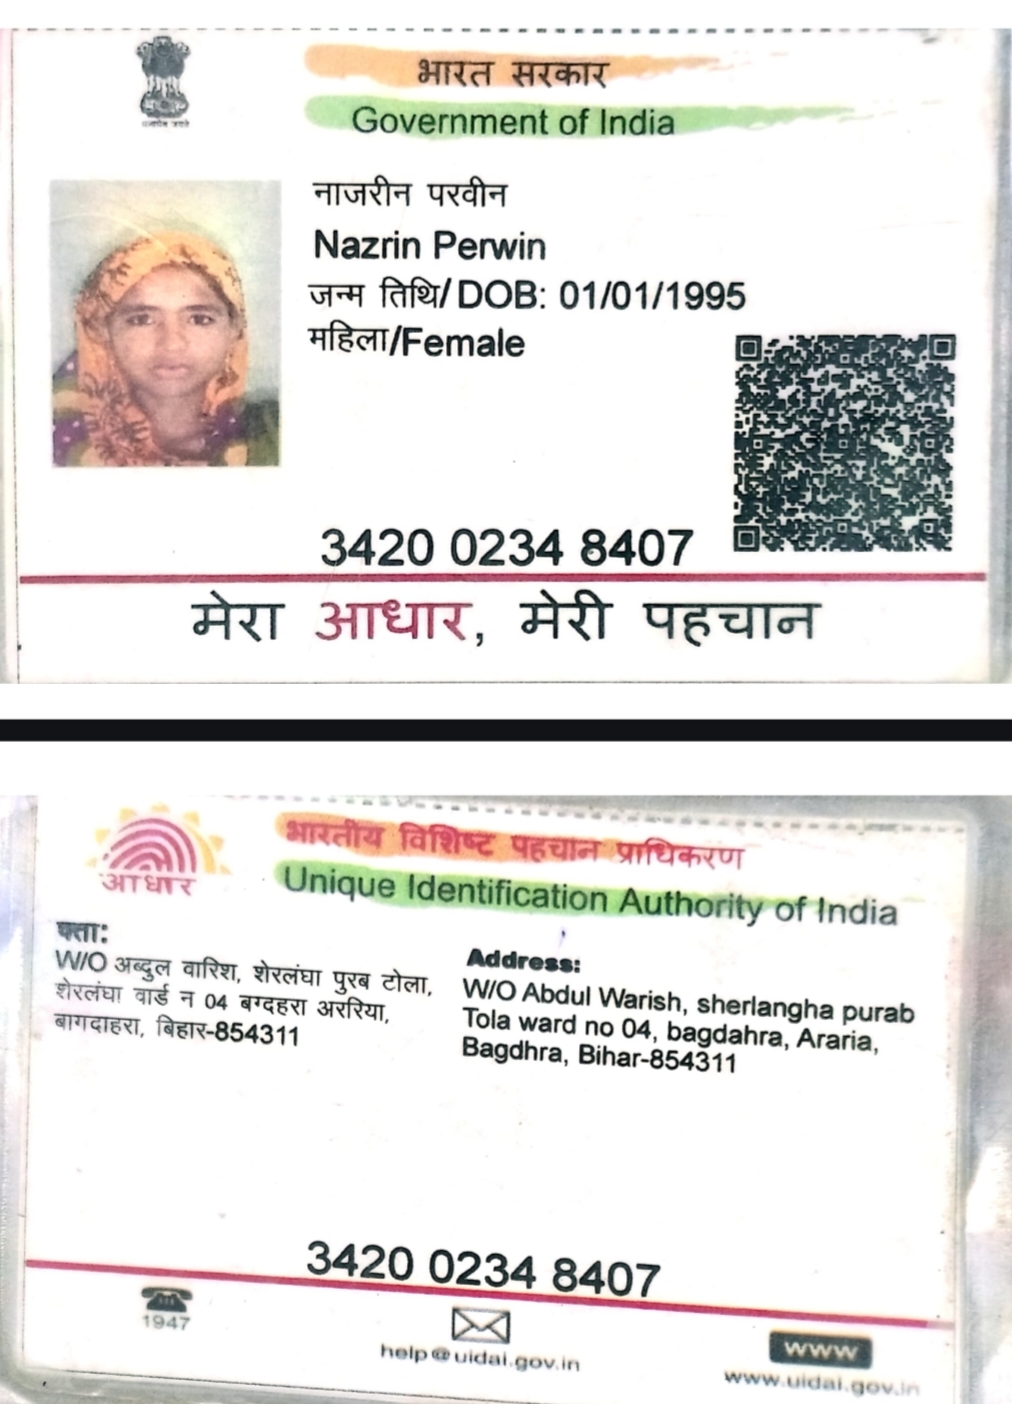 भारत सरकार
Government of India
नाजरीन परवीन
Nazrin Perwin
जन्म तिथि/ DOB: 01/01/1995
महिला/Female
3420 0234 8407
मेरा आधार, मेरी पहचान
आधार
भारतीय विशिष्ट पहचान प्राधिकरण
Unique Identification Authority of India
पता:
W/O अब्दुल वारिश, शेरलंघा पुरब टोला,
शेरलंघा वार्ड न 04 बग्दहरा अररिया,
बागदाहरा, बिहार-854311
Address:
W/O Abdul Warish, sherlangha purab
Tola ward no 04, bagdahra, Araria,
Bagdhra, Bihar-854311
3420 0234 8407
1947
help@uidai.gov.in
www
www.uidai.gov.in